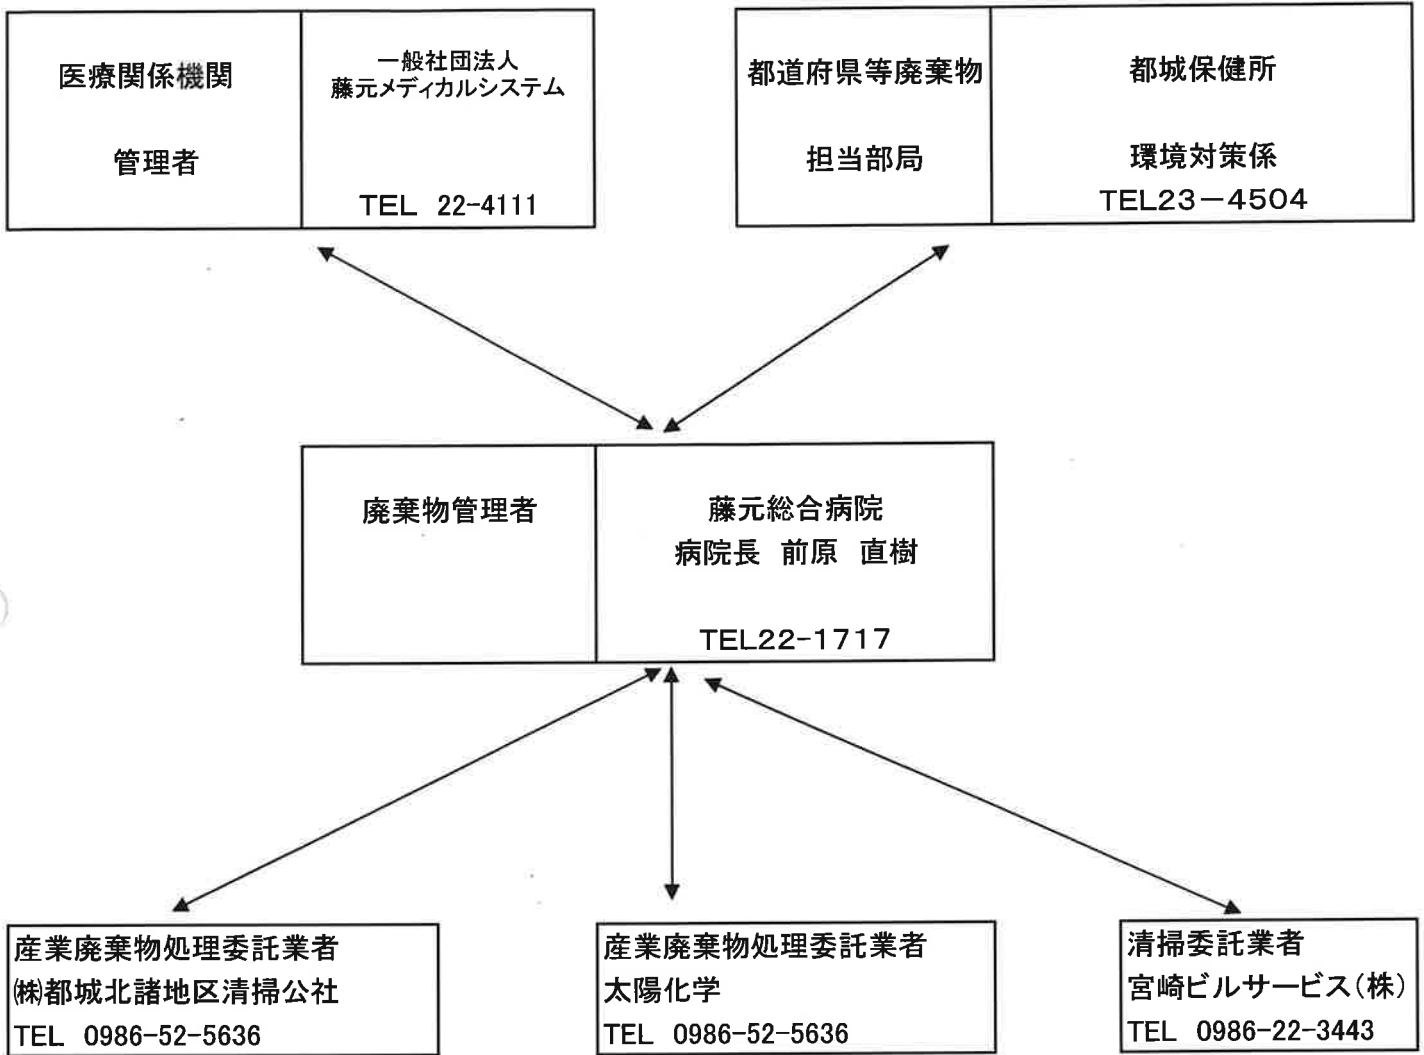 医療関係機関
管理者
一般社団法人
藤元メディカルシステム
TEL 22-4111
都道府県等廃棄物
担当部局
都城保健所
環境対策係
TEL23－4504
廃棄物管理者
藤元総合病院
病院長 前原 直樹
TEL22-1717
産業廃棄物処理委託業者
㈱都城北諸地区清掃公社
TEL 0986-52-5636
産業廃棄物処理委託業者
太陽化学
TEL 0986-52-5636
清掃委託業者
宮崎ビルサービス(株)
TEL 0986-22-3443